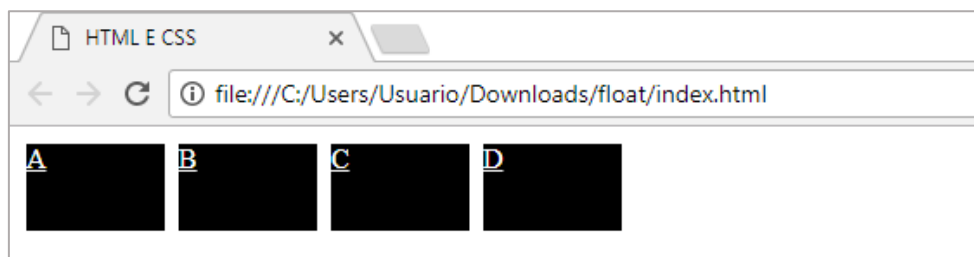 HTML E CSS
file:///C:/Users/Usuario/Downloads/float/index.html
A B C D